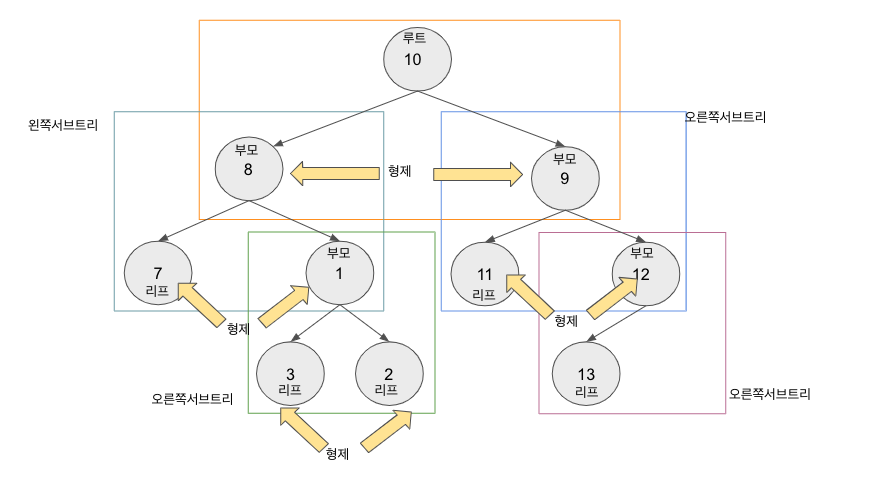 루트
10
왼쪽서브트리
오른쪽서브트리
부모
8
형제
부모
9
7
리프
부모
1
11
리프
부모
12
형제
형제
3
리프
2
리프
13
리프
오른쪽서브트리
오른쪽서브트리
형제